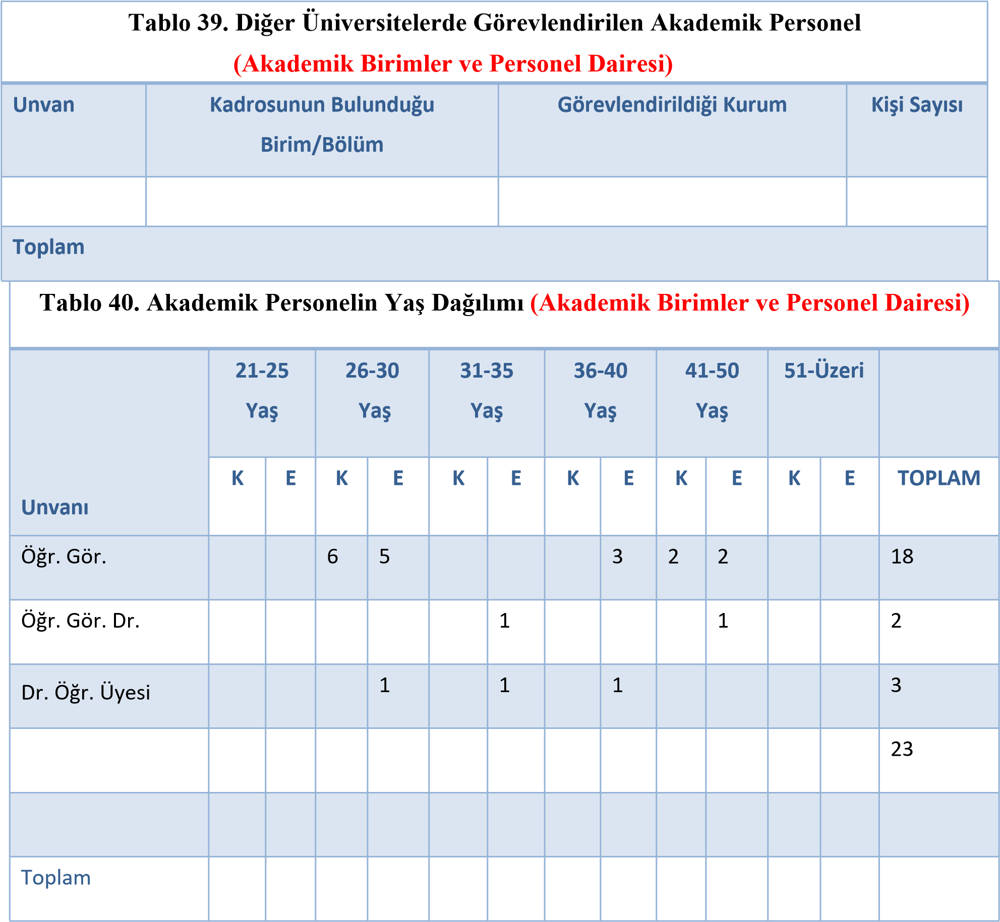 Tablo 39. Diğer Üniversitelerde Görevlendirilen Akademik Personel
(Akademik Birimler ve Personel Dairesi)
Unvan Kadrosunun Bulunduğu Görevlendirildiği Kurum Kişi Sayısı
Birim/Bölüm
Toplam
Tablo 40. Akademik Personelin Yaş Dağılımı (Akademik Birimler ve Personel Dairesi)
21-25 26-30 31-35 36-40 41-50 51-Üzeri
Yaş Yaş Yaş Yaş Yaş
K E K E K E K E K E K E TOPLAM
Unvanı
Öğr. Gör. 6 5 3 2 2 18
Öğr. Gör. Dr. 1 1 2
Dr. Öğr. Üyesi 1 1 1 3
23
Toplam